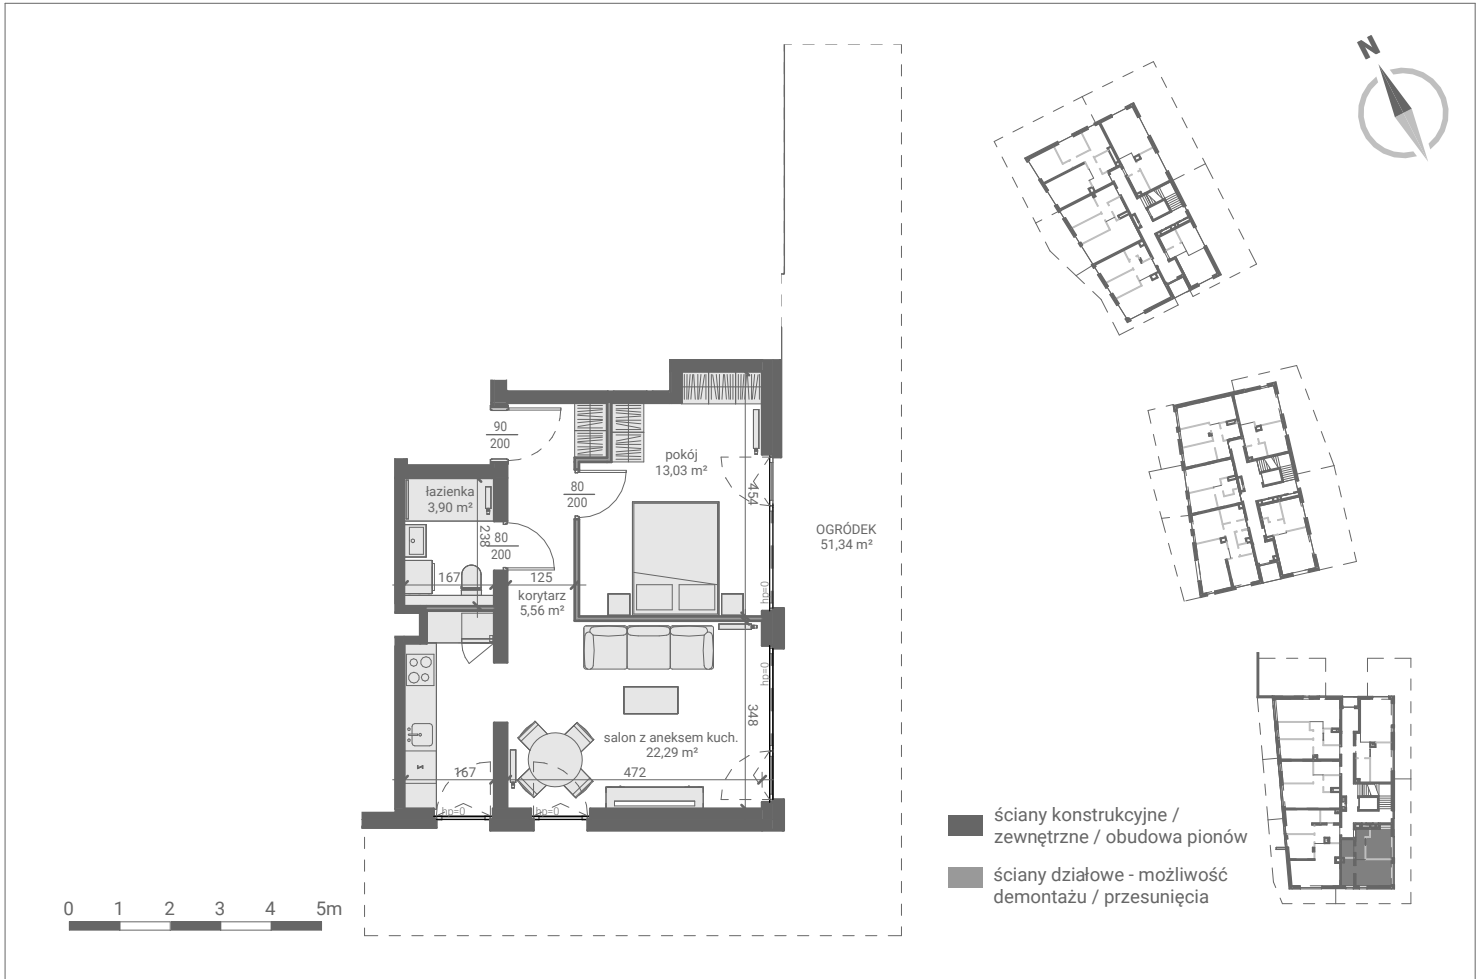 N
90
200
pokój
13,03 m²
80
200
454
łazienka
3,90 m²
238
80
200
OGRÓDEK
51,34 m²
167
125
korytarz
5,56 m²
hp=0
hp=0
348
salon z aneksem kuch.
22,29 m²
167
472
hp=0
hp=0
ściany konstrukcyjne /
zewnętrzne / obudowa pionów
ściany działowe - możliwość
demontażu / przesunięcia
0 1 2 3 4 5m